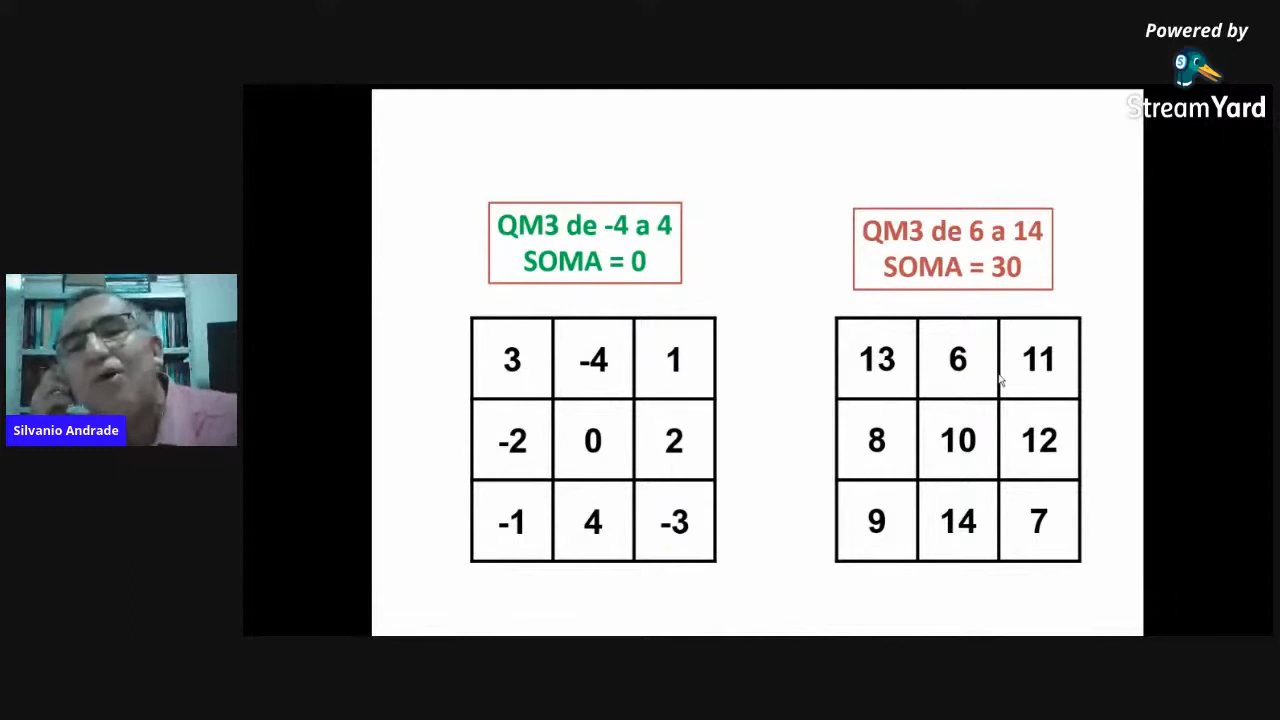 Powered by
StreamYard
QM3 de -4 a 4
SOMA = 0
QM3 de 6 a 14
SOMA = 30
3 -4 1
-2 0 2
-1 4 -3
13 6 11
8 10 12
9 14 7
Silvanio Andrade